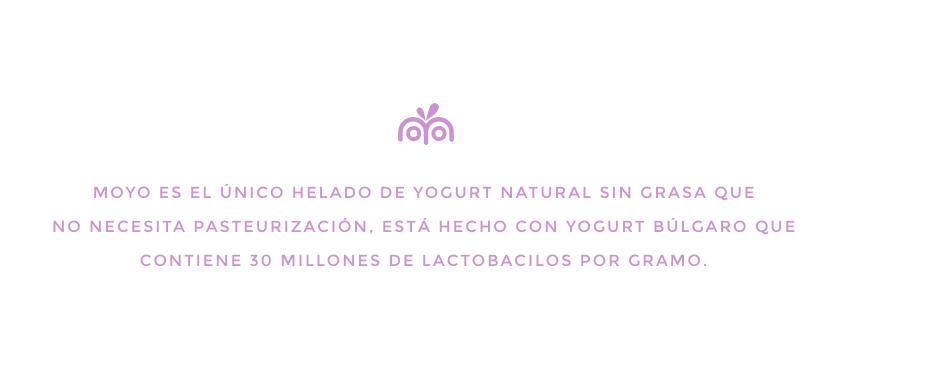 MOYO ES EL ÚNICO HELADO DE YOGURT NATURAL SIN GRASA QUE
NO NECESITA PASTEURIZACIÓN, ESTÁ HECHO CON YOGURT BÚLGARO QUE
CONTIENE 30 MILLONES DE LACTOBACILOS POR GRAMO.